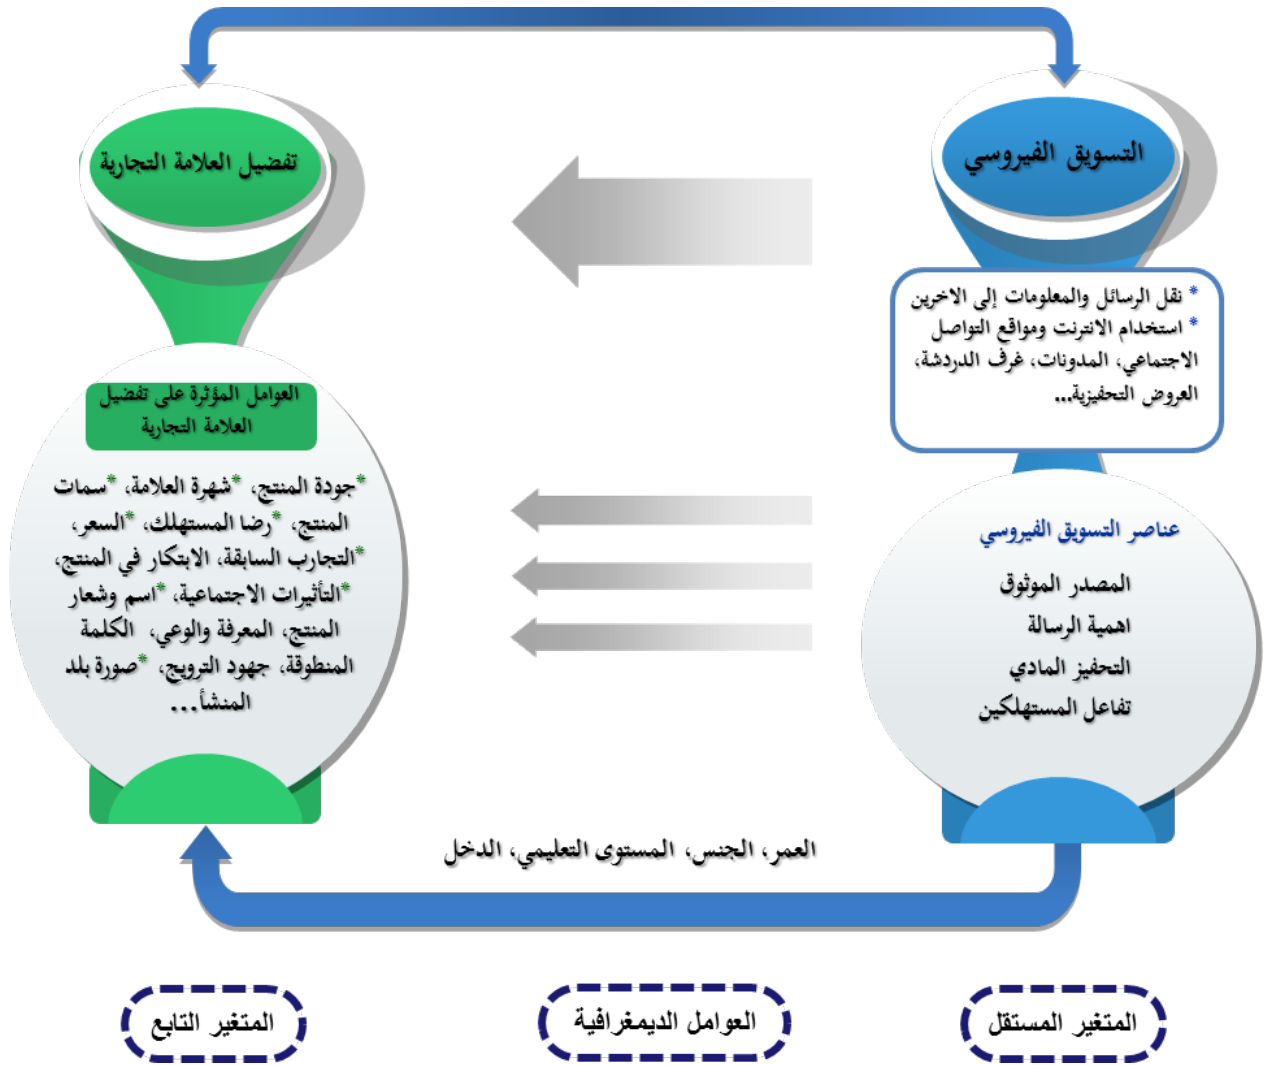 التسويق الفيروسي
* نقل الرسائل والمعلومات إلى الاخرين
* استخدام الانترنت ومواقع التواصل
الاجتماعي، المدونات، غرف الدردشة،
العروض التحفيزية...
عناصر التسويق الفيروسي
المصدر الموثوق
اهمية الرسالة
التحفيز المادي
تفاعل المستهلكين
تفضيل العلامة التجارية
العوامل المؤثرة على تفضيل
العلامة التجارية
*جودة المنتج، *شهرة العلامة، *سمات
المنتج، *رضا المستهلك، *السعر،
*التجارب السابقة، الابتكار في المنتج،
*التأثيرات الاجتماعية، *اسم وشعار
المنتج، المعرفة والوعي، الكلمة
المنطوقة، جهود الترويج، *صورة بلد
المنشأ...
العمر، الجنس، المستوى التعليمي، الدخل
المتغير المستقل
العوامل الديمغرافية
المتغير التابع